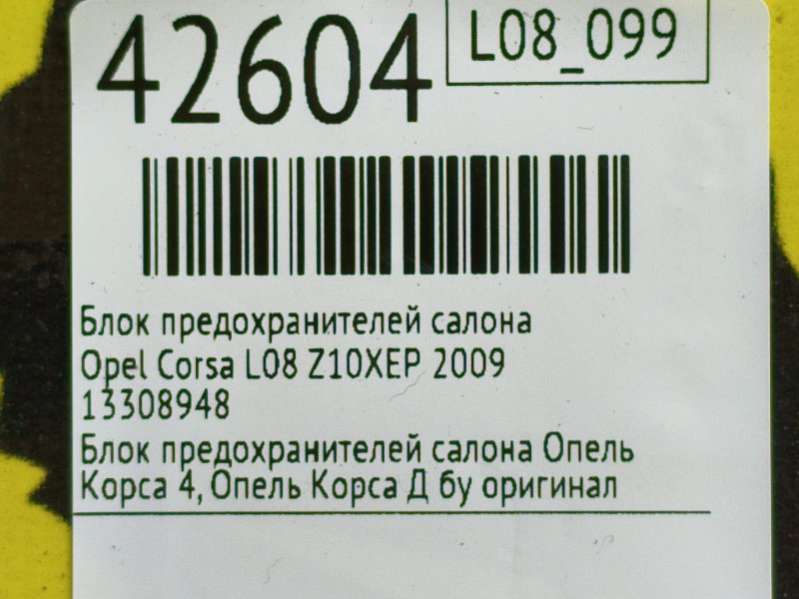 42604
L08_099
Блок предохранителей салона
Opel Corsa L08 Z10XEP 2009
13308948
Блок предохранителей салона Опель
Корса 4, Опель Корса Д бу оригинал